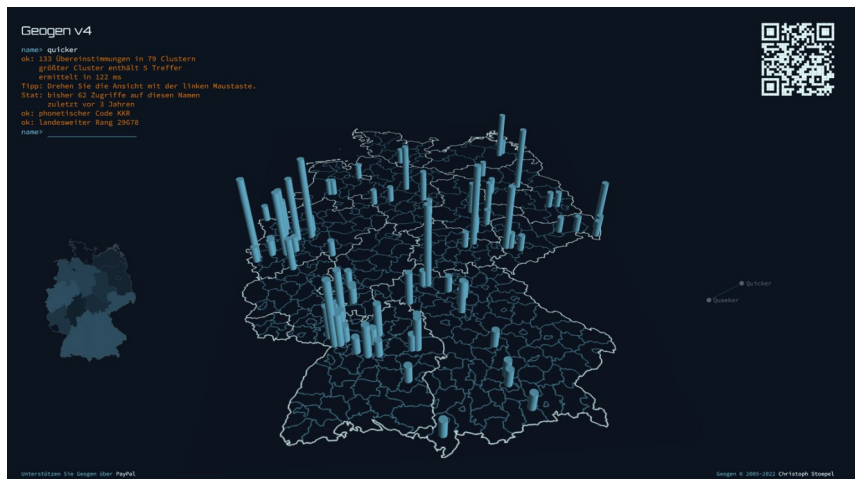 Geogen v4
name> quicker
ok: 133 Übereinstimmungen in 79 Clustern
größter Cluster enthält 5 Treffer
ermittelt in 122 ms
Tipp: Drehen Sie die Ansicht mit der linken Maustaste.
Stat: bisher 62 Zugriffe auf diesen Namen
zuletzt vor 3 Jahren
ok: phonetischer Code KKR
ok: landesweiter Rang 29678
name>
Quicker
Quaeker
Unterstützen Sie Geogen über PayPal
Geogen © 2005-2022 Christoph Stoepel